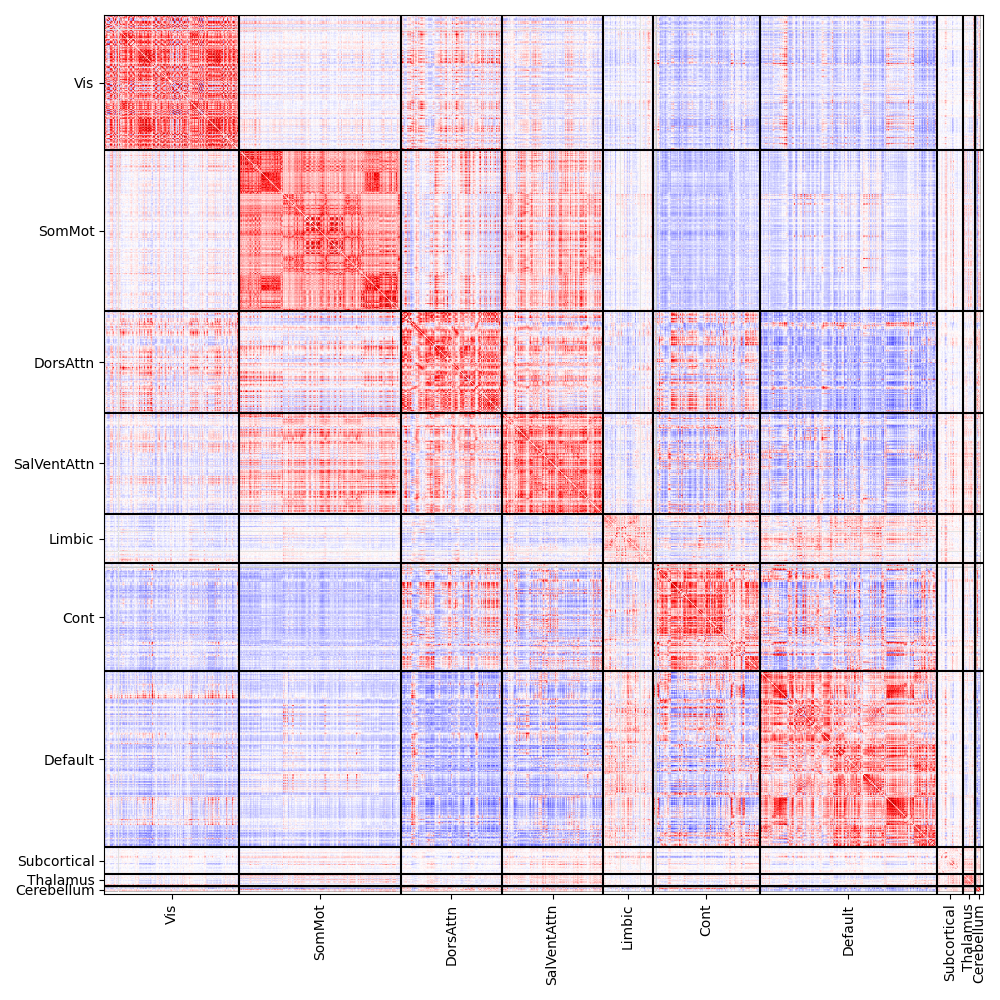 Vis
SomMot
DorsAttn
SalVentAttn
Limbic
Cont
Default
Subcortical
Thalamus
Cerebellum
Vis
SomMot
DorsAttn
SalVentAttn
Limbic
Cont
Default
Subcortical
Thalamus
Cerebellum